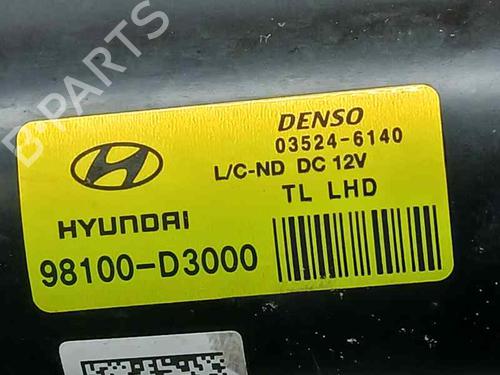 B-PARTS
DENSO
03524-6140
L/C-ND DC 12V
TL LHD
HYUNDAI
98100-D3000